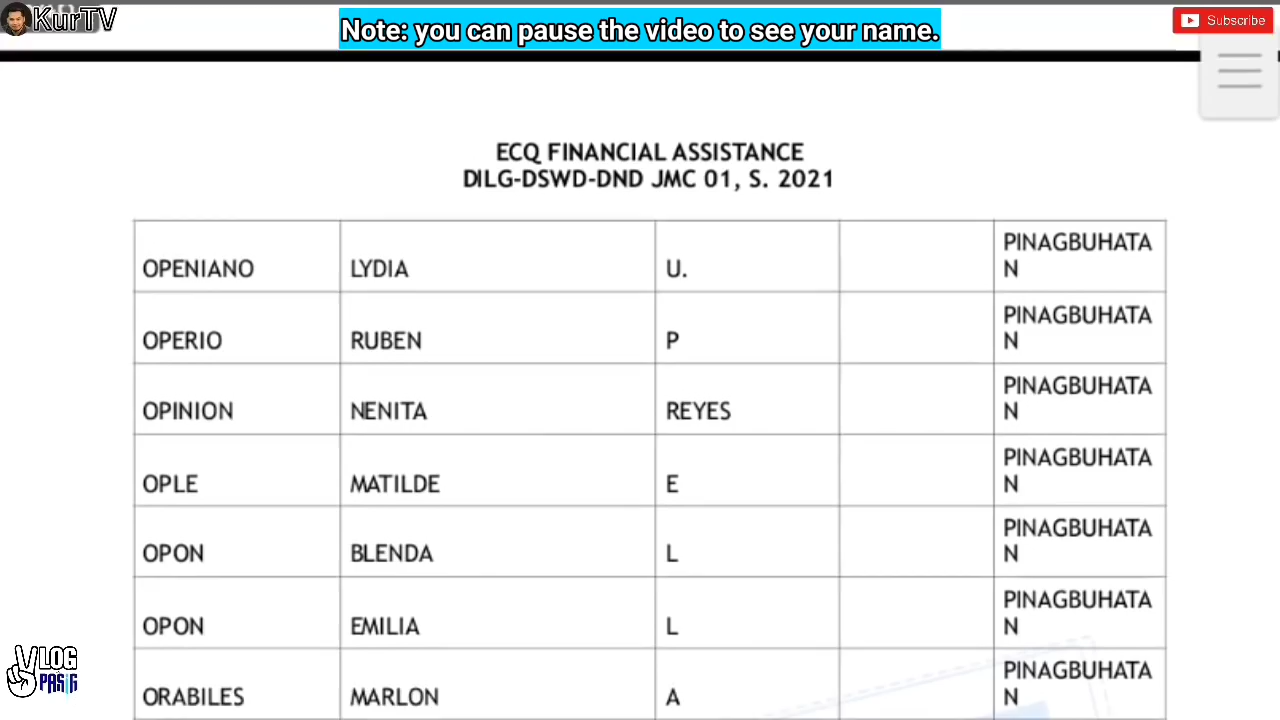 KurTV
Note: you can pause the video to see your name.
Subscribe
ECQ FINANCIAL ASSISTANCE
DILG-DSWD-DND JMC 01, S. 2021
OPENIANO LYDIA U. PINAGBUHATA
N
OPERIO RUBEN P PINAGBUHATA
N
OPINION NENITA REYES PINAGBUHATA
N
OPLE MATILDE E PINAGBUHATA
N
OPON BLENDA L PINAGBUHATA
N
OPON EMILIA L PINAGBUHATA
N
ORABILES MARLON A PINAGBUHATA
N
VLOG
PASIG